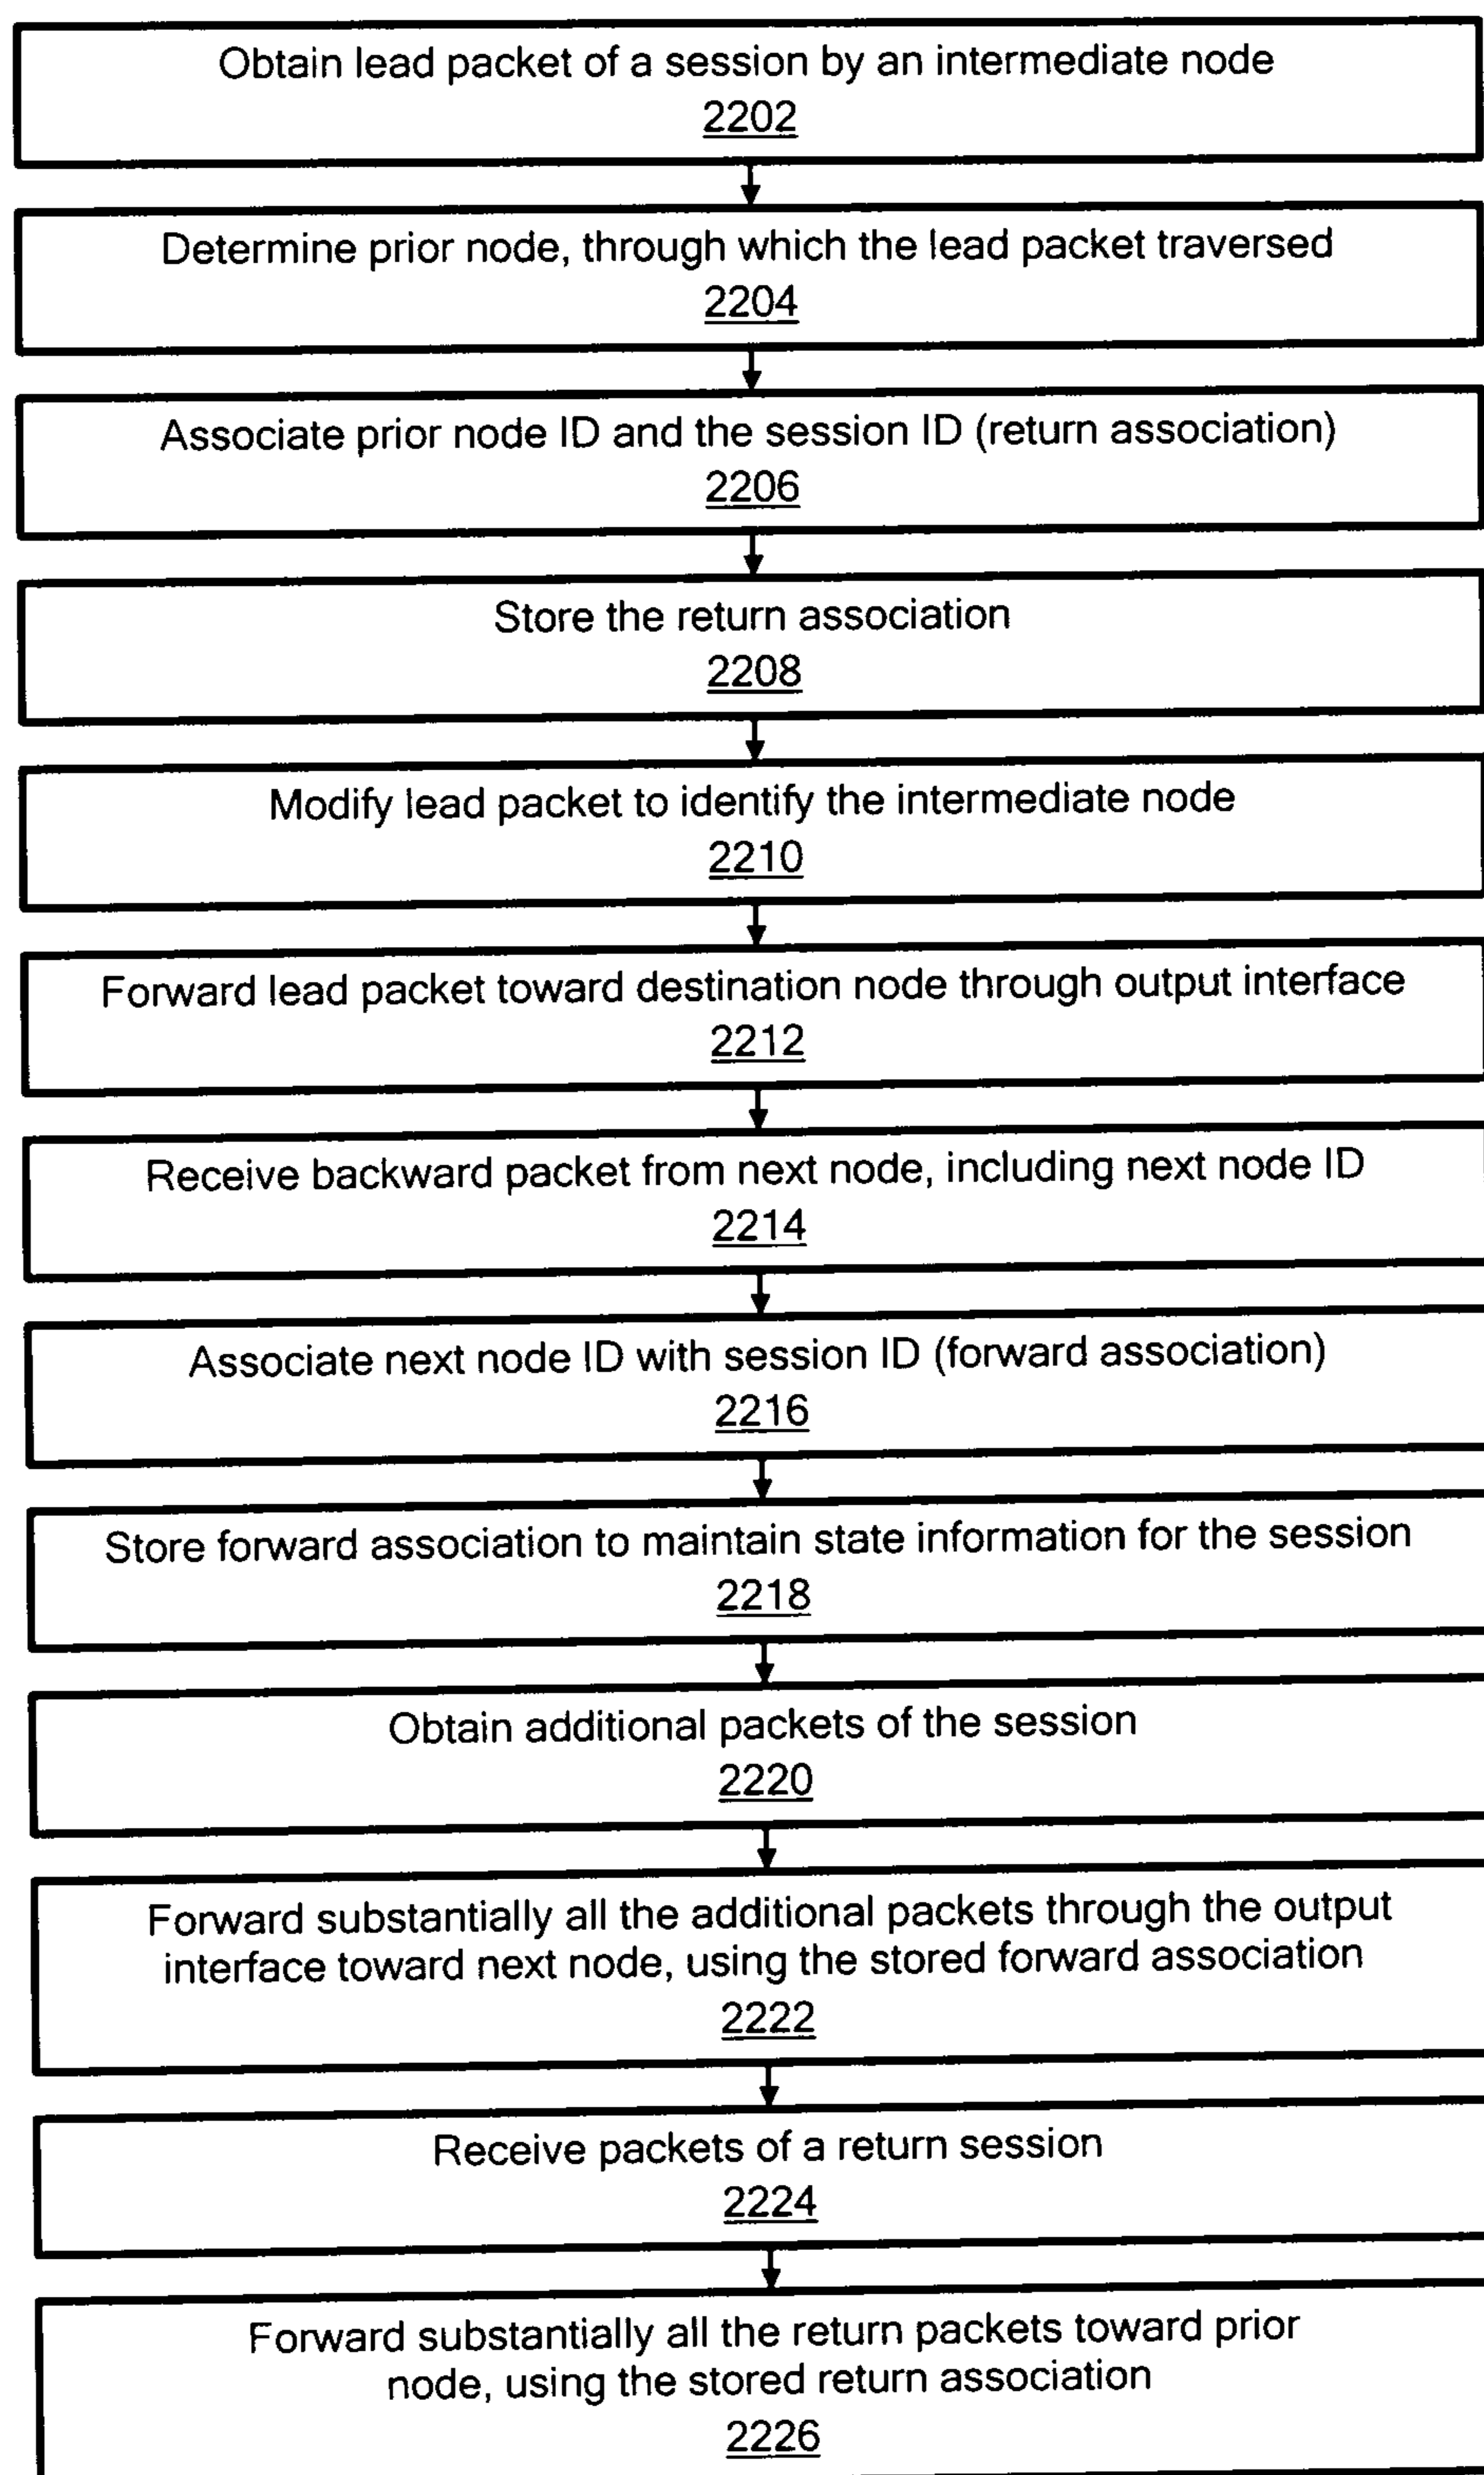 Obtain lead packet of a session by an intermediate node
2202
Determine prior node, through which the lead packet traversed
2204
Associate prior node ID and the session ID (return association)
2206
Store the return association
2208
Modify lead packet to identify the intermediate node
2210
Forward lead packet toward destination node through output interface
2212
Receive backward packet from next node, including next node ID
2214
Associate next node ID with session ID (forward association)
2216
Store forward association to maintain state information for the session
2218
Obtain additional packets of the session
2220
Forward substantially all the additional packets through the output
interface toward next node, using the stored forward association
2222
Receive packets of a return session
2224
Forward substantially all the return packets toward prior
node, using the stored return association
2226